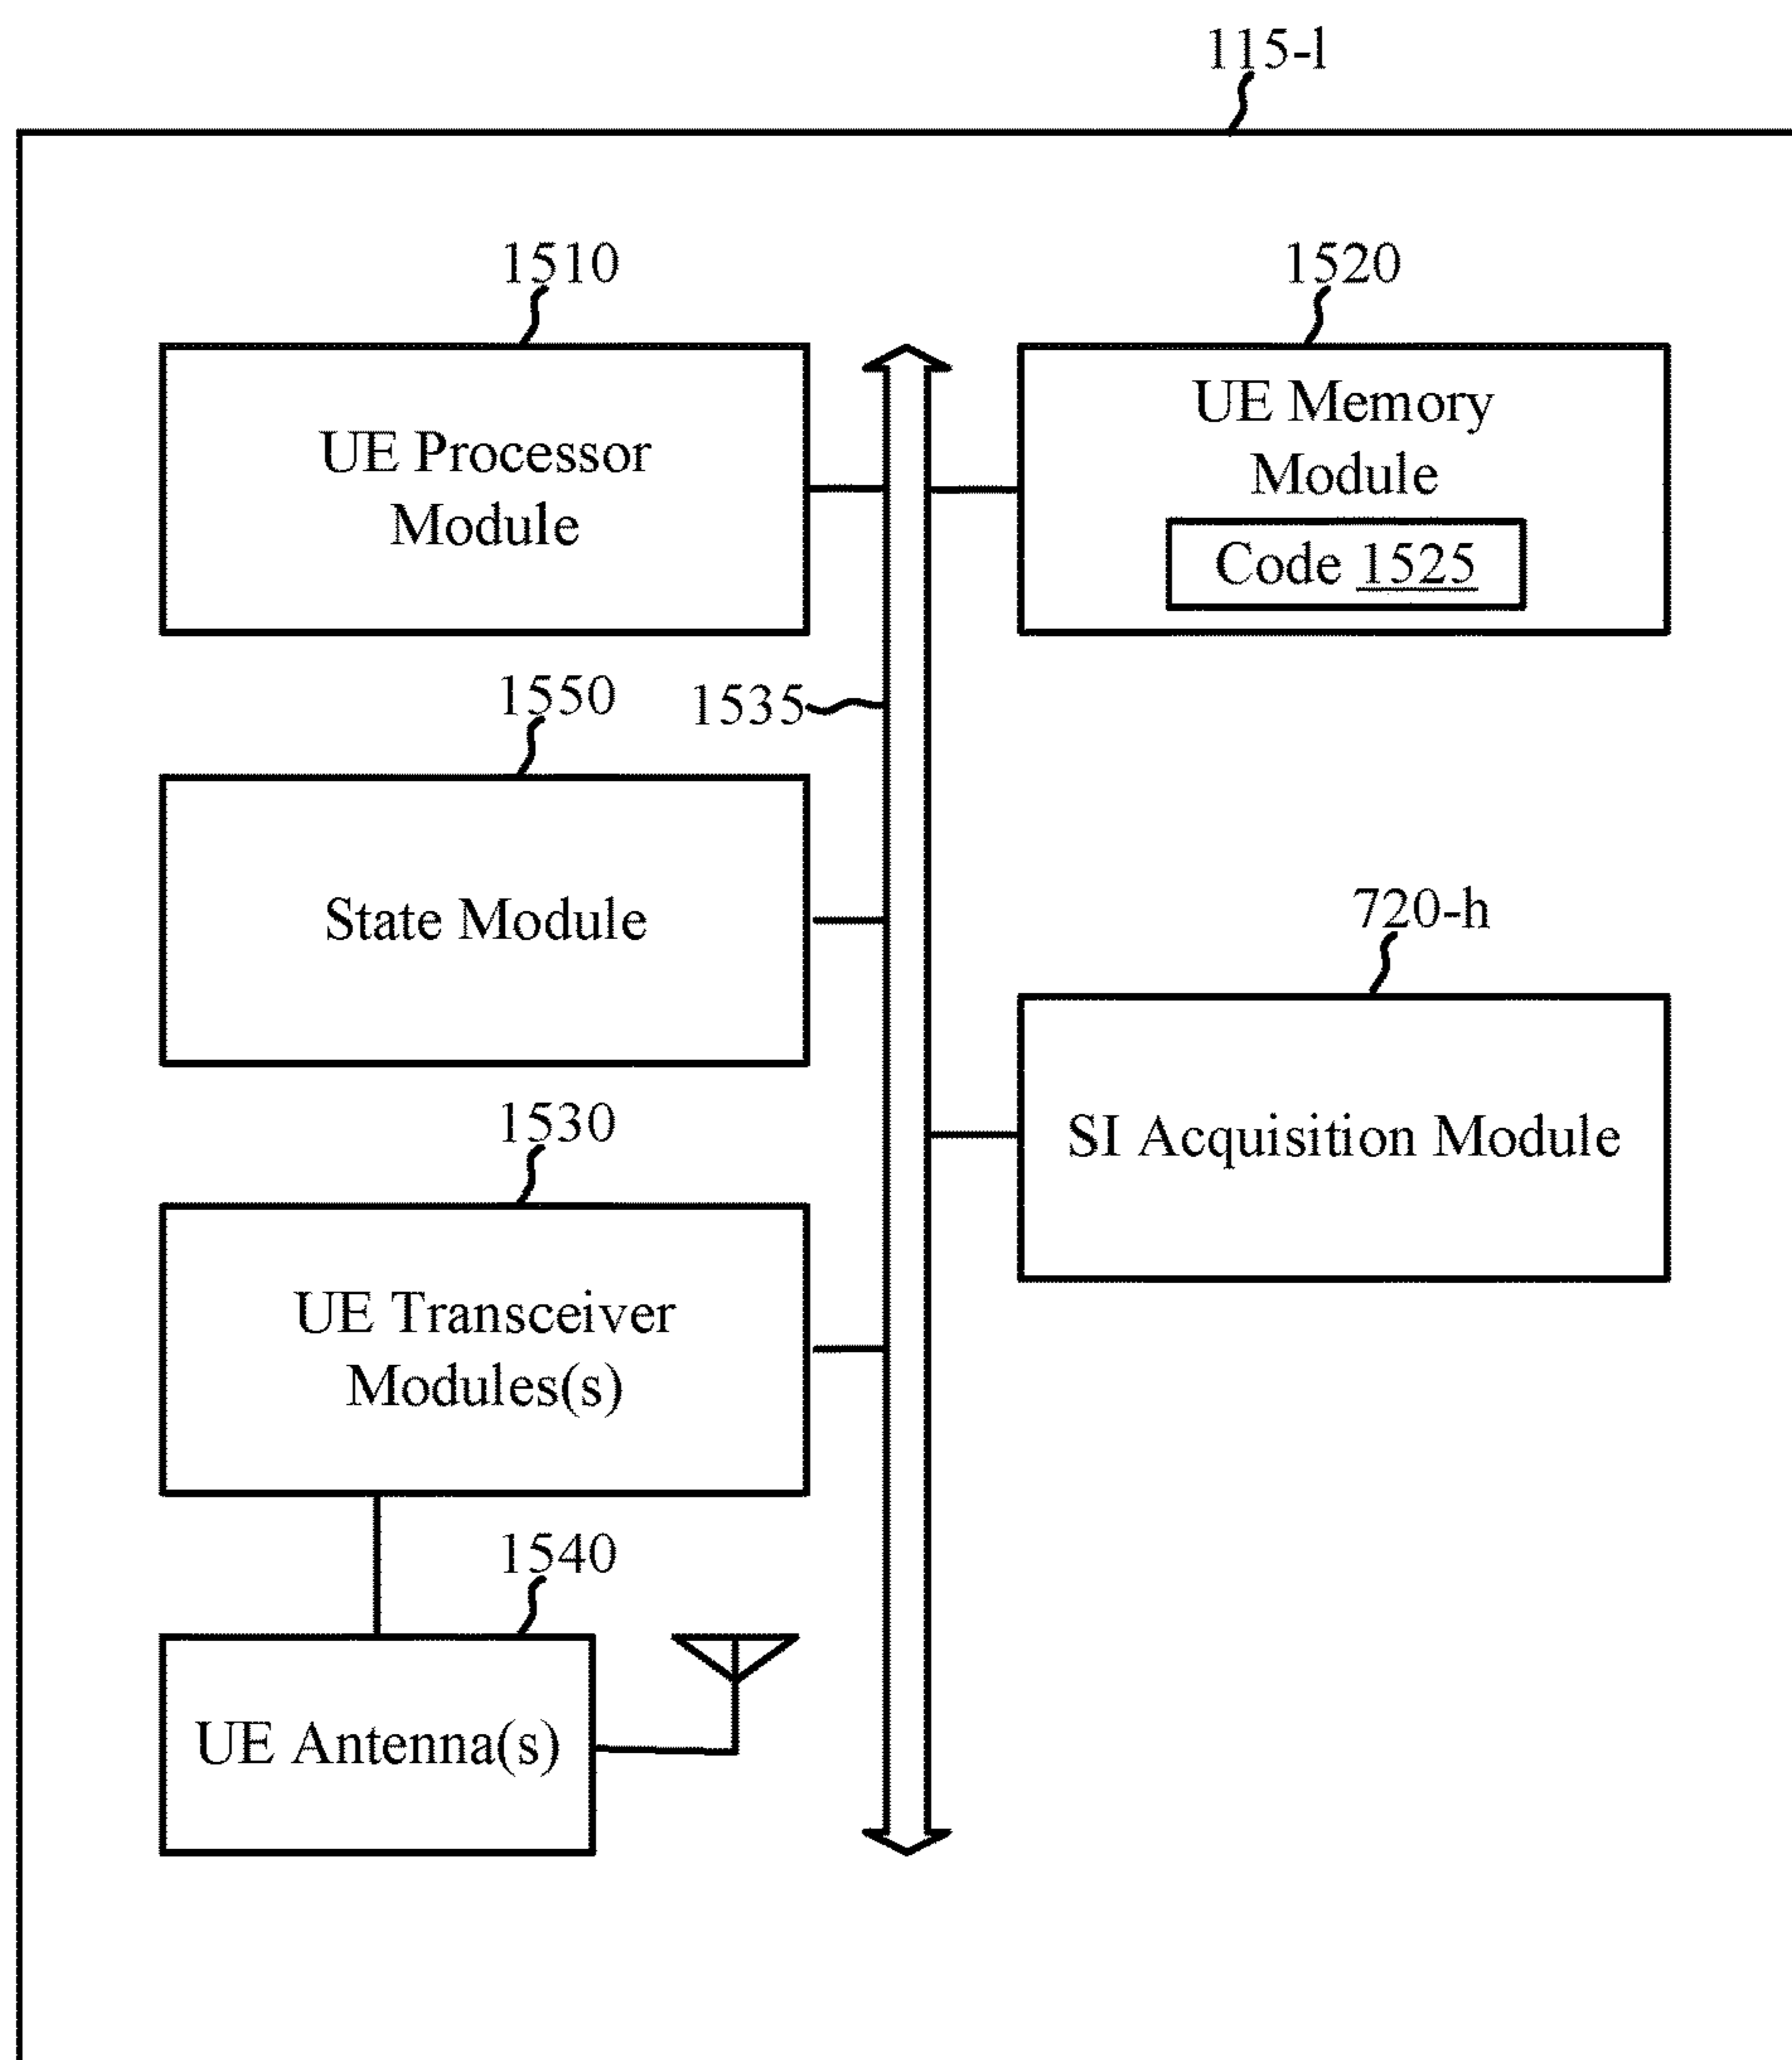 115-l
1510
1520
UE Processor
Module
UE Memory
Module
Code 1525
1550
1535
State Module
720-h
SI Acquisition Module
1530
UE Transceiver
Modules(s)
1540
UE Antenna(s)